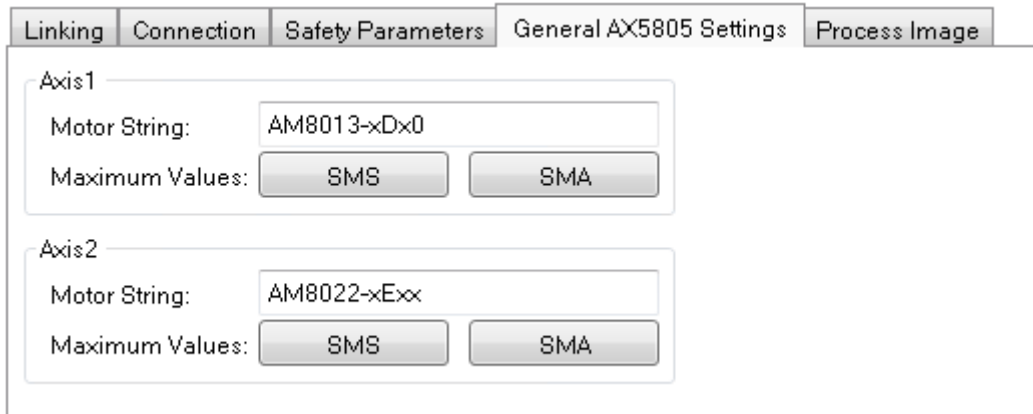 Linking Connection Safety Parameters General AX5805 Settings Process Image
Axis1
Motor String: AM8013-xDx0
Maximum Values: SMS SMA
Axis2
Motor String: AM8022-xExx
Maximum Values: SMS SMA